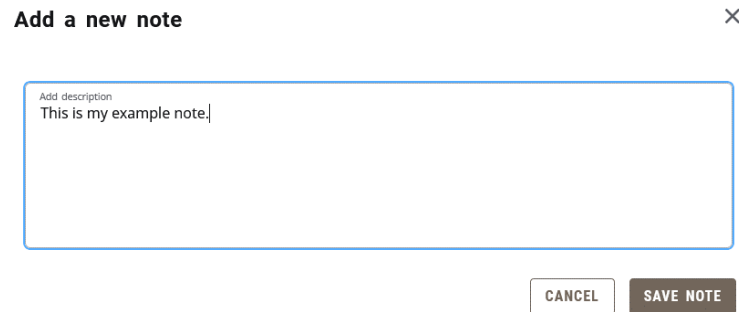 Add a new note
Add description
This is my example note.
CANCEL SAVE NOTE